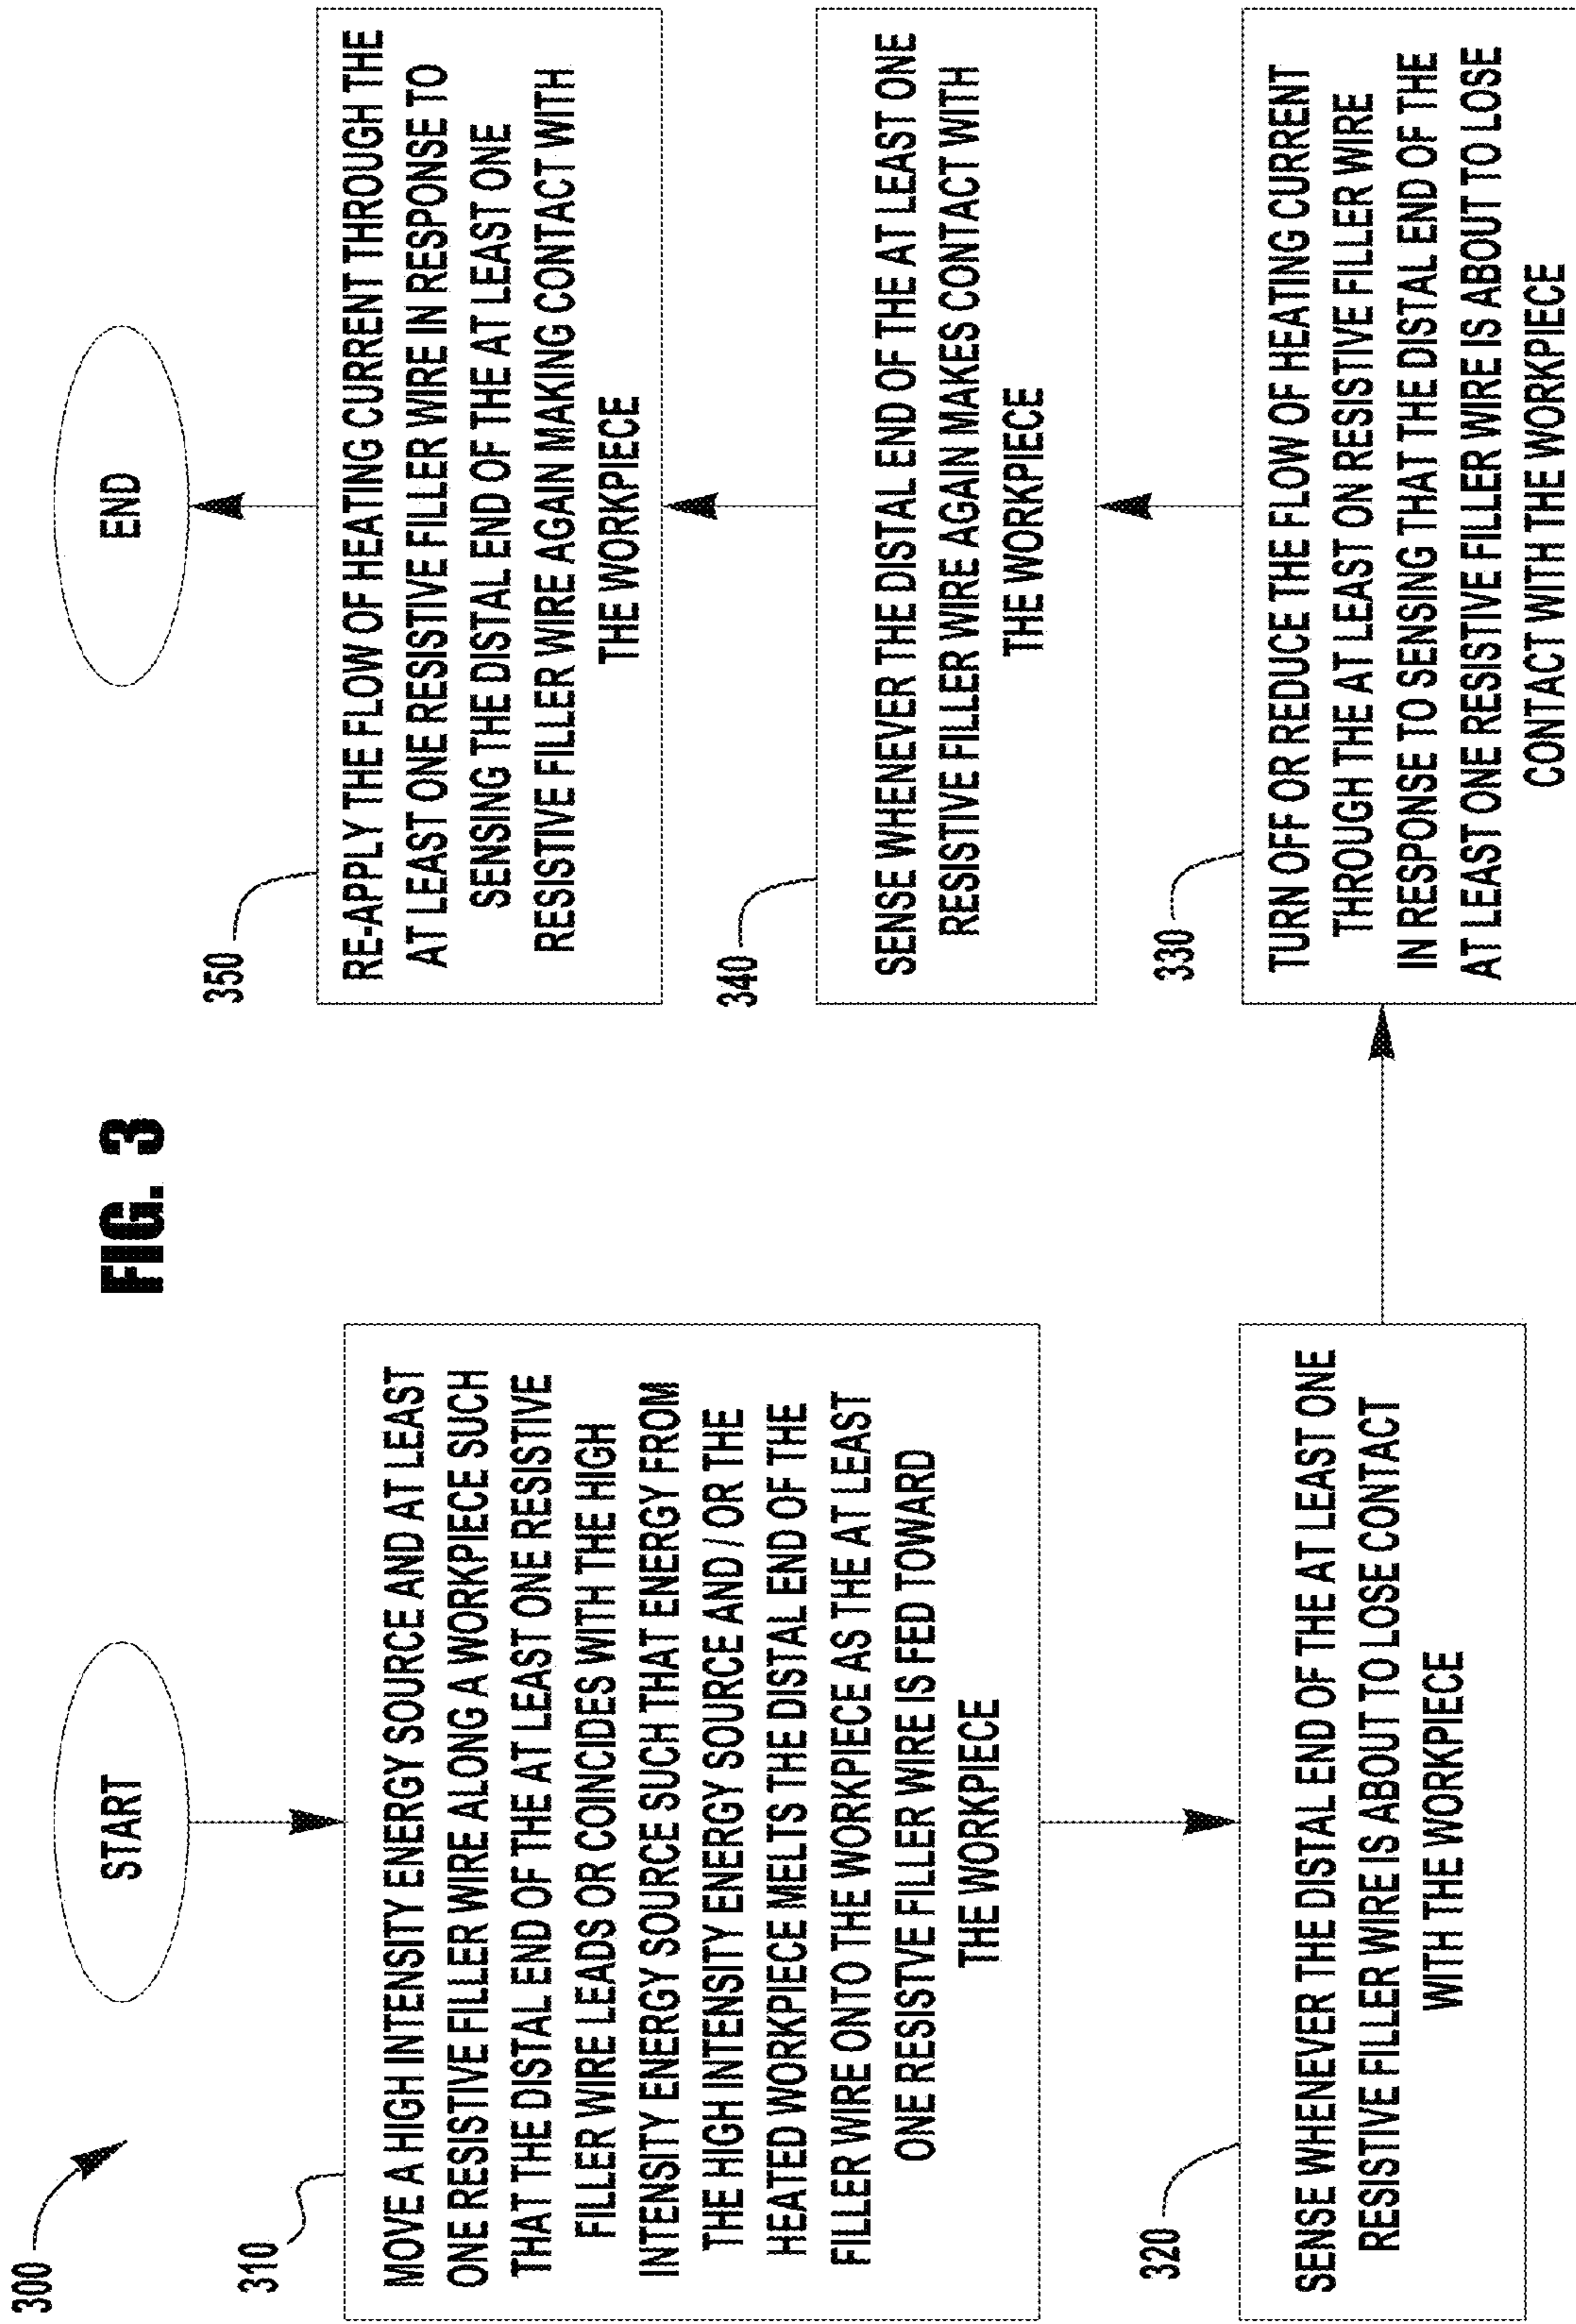 300
FIG. 3
START
310
MOVE A HIGH INTENSITY ENERGY SOURCE AND AT LEAST
ONE RESISTIVE FILLER WIRE ALONG A WORKPIECE SUCH
THAT THE DISTAL END OF THE AT LEAST ONE RESISTIVE
FILLER WIRE LEADS OR COINCIDES WITH THE HIGH
INTENSITY ENERGY SOURCE SUCH THAT ENERGY FROM
THE HIGH INTENSITY ENERGY SOURCE AND / OR THE
HEATED WORKPIECE MELTS THE DISTAL END OF THE
FILLER WIRE ONTO THE WORKPIECE AS THE AT LEAST
ONE RESISTVE FILLER WIRE IS FED TOWARD
THE WORKPIECE
320
SENSE WHENEVER THE DISTAL END OF THE AT LEAST ONE
RESISTIVE FILLER WIRE IS ABOUT TO LOSE CONTACT
WITH THE WORKPIECE
330
TURN OFF OR REDUCE THE FLOW OF HEATING CURRENT
THROUGH THE AT LEAST ON RESISTIVE FILLER WIRE
IN RESPONSE TO SENSING THAT THE DISTAL END OF THE
AT LEAST ONE RESISTIVE FILLER WIRE IS ABOUT TO LOSE
CONTACT WITH THE WORKPIECE
340
SENSE WHENEVER THE DISTAL END OF THE AT LEAST ONE
RESISTIVE FILLER WIRE AGAIN MAKES CONTACT WITH
THE WORKPIECE
350
RE-APPLY THE FLOW OF HEATING CURRENT THROUGH THE
AT LEAST ONE RESISTIVE FILLER WIRE IN RESPONSE TO
SENSING THE DISTAL END OF THE AT LEAST ONE
RESISTIVE FILLER WIRE AGAIN MAKING CONTACT WITH
THE WORKPIECE
END